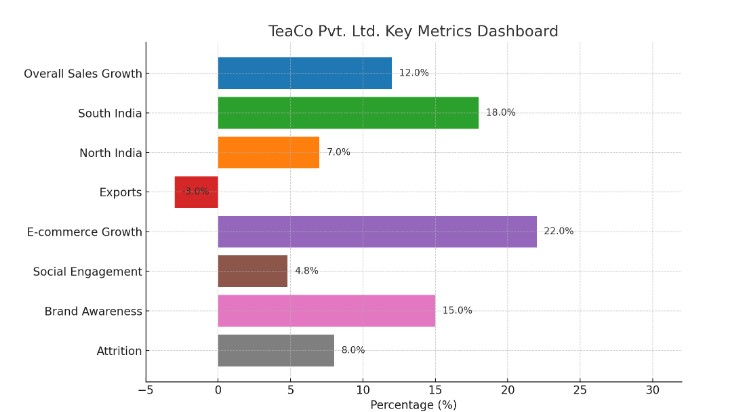 TeaCo Pvt. Ltd. Key Metrics Dashboard
Overall Sales Growth 12.0%
South India 18.0%
North India 7.0%
Exports -3.0%
E-commerce Growth 22.0%
Social Engagement 4.8%
Brand Awareness 15.0%
Attrition 8.0%
−5 0 5 10 15 20 25 30
Percentage (%)